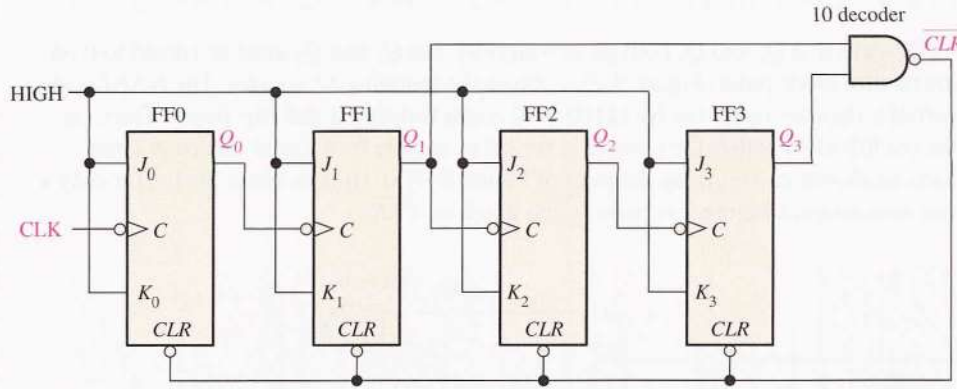 10 decoder
CLR
HIGH
FF0 FF1 FF2 FF3
Q0 Q1 Q2 Q3
J0 J1 J2 J3
CLK C C C C
K0 K1 K2 K3
CLR CLR CLR CLR